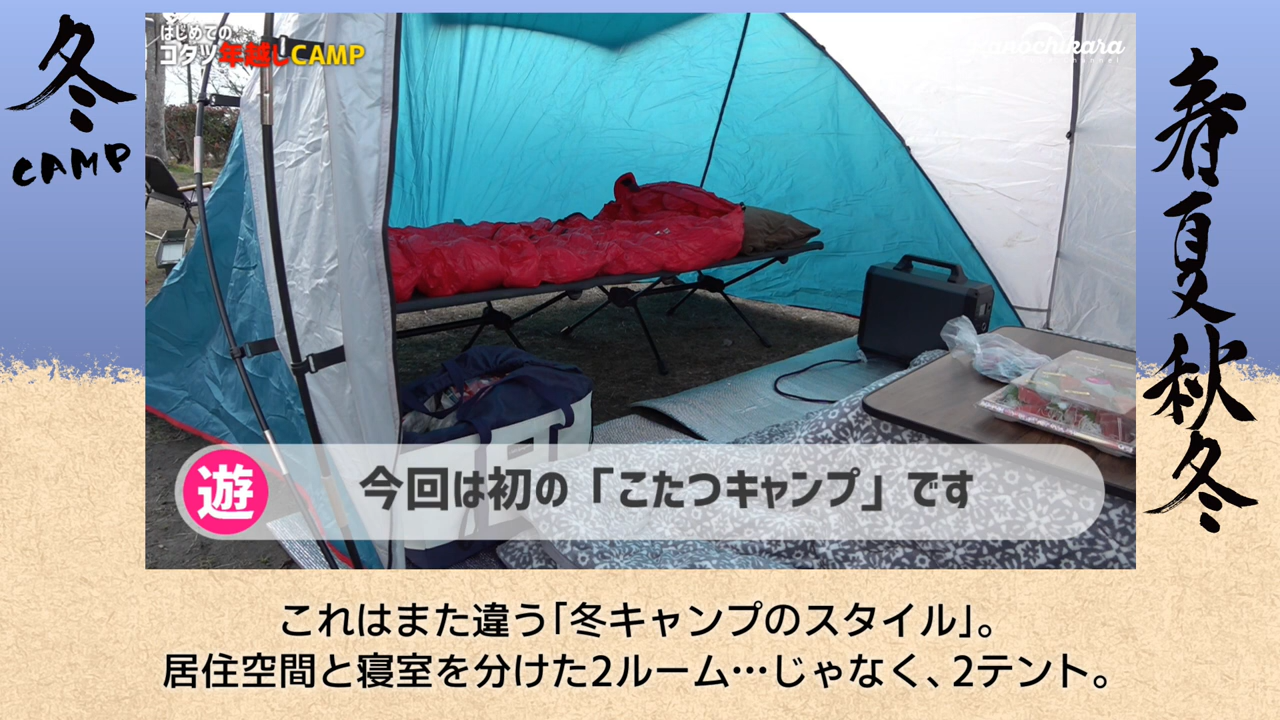 冬
CAMP
はじめての
コタツ年越しCAMP
春夏秋冬
遊
今回は初の「こたつキャンプ」です
これはまた違う「冬キャンプのスタイル」。
居住空間と寝室を分けた2ルーム…じゃなく、2テント。